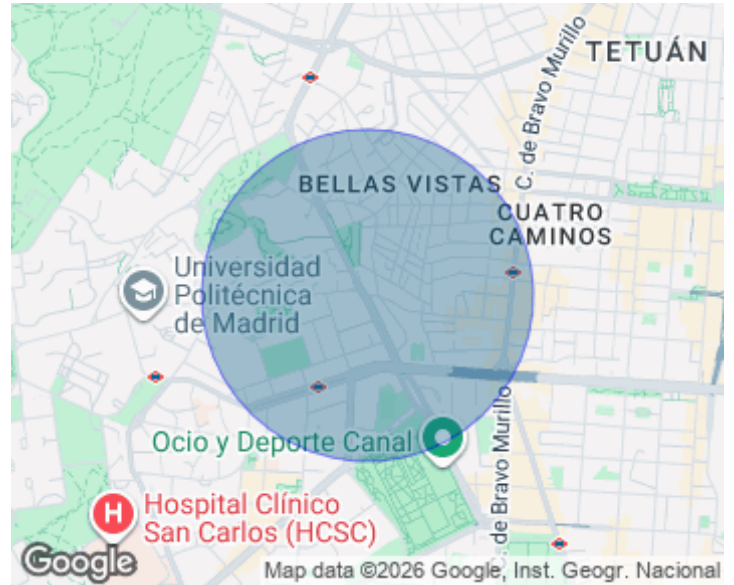 TETUÁN
C. de Bravo Murillo
BELLAS VISTAS
CUATRO
CAMINOS
Universidad
Politécnica
de Madrid
Ocio y Deporte Canal
C. de Bravo Murillo
H
Hospital Clínico
San Carlos (HCSC)
Google
Map data ©2026 Google, Inst. Geogr. Nacional